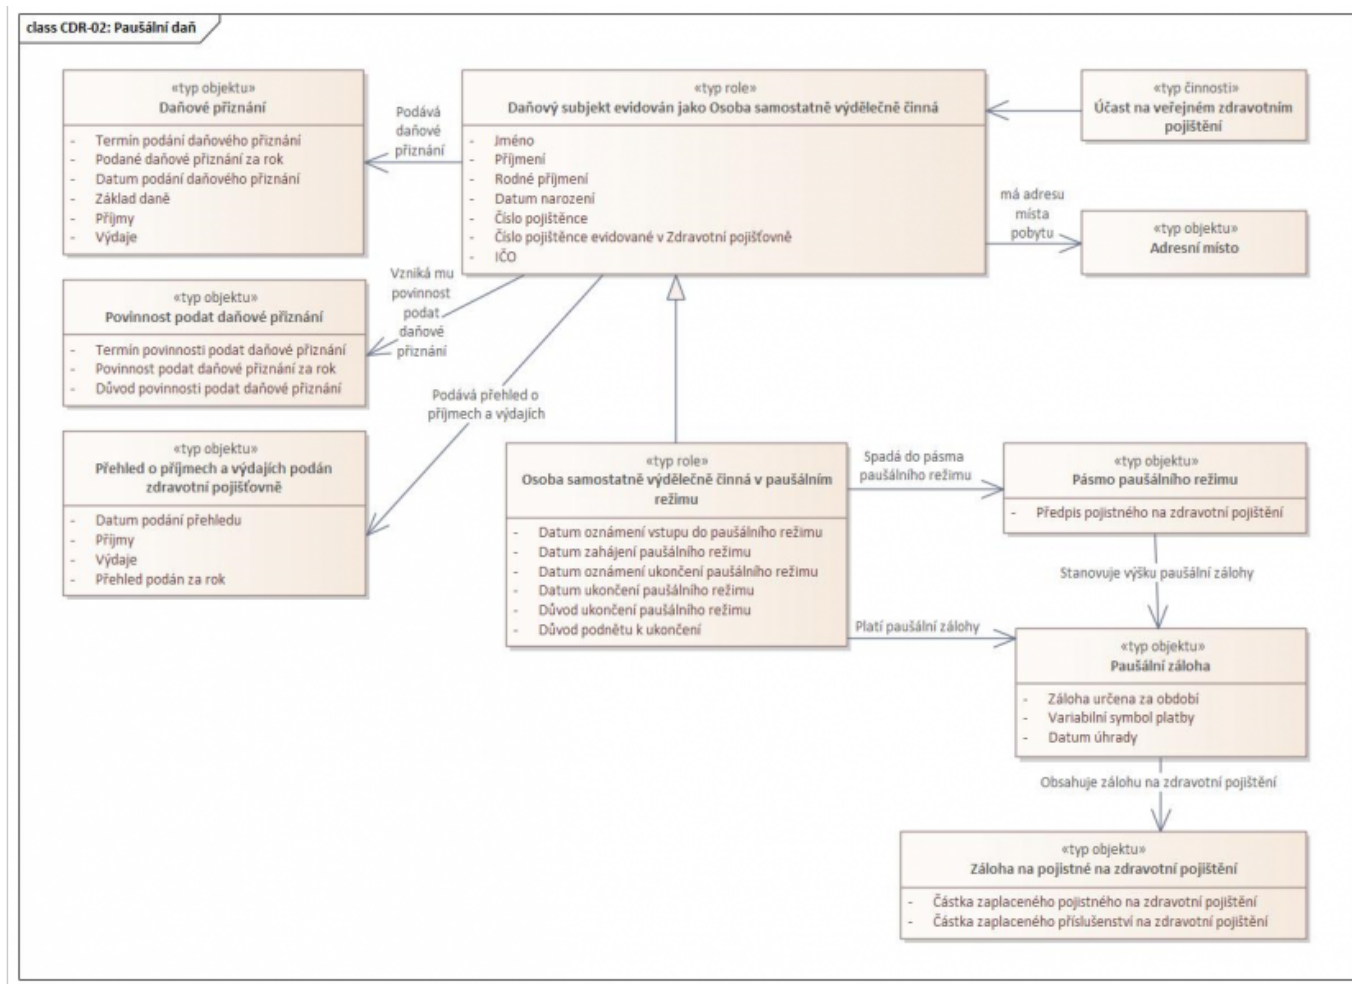 class CDR-02: Paušální daň
«typ objektu»
Daňové přiznání
- Termín podání daňového přiznání
- Podané daňové přiznání za rok
- Datum podání daňového přiznání
- Základ daně
- Příjmy
- Výdaje
Podává
daňové
přiznání
«typ role»
Daňový subjekt evidován jako Osoba samostatně výdělečně činná
- Jméno
- Příjmení
- Rodné příjmení
- Datum narození
- Číslo pojištěnce
- Číslo pojištěnce evidované v Zdravotní pojišťovně
- IČO
«typ činnosti»
Účast na veřejném zdravotním
pojištění
má adresu
místa
pobytu
«typ objektu»
Adresní místo
«typ objektu»
Povinnost podat daňové přiznání
- Termín povinnosti podat daňové přiznání
- Povinnost podat daňové přiznání za rok
- Důvod povinnosti podat daňové přiznání
Vzniká mu
povinnost
podat
daňové
přiznání
Podává přehled o
příjmech a výdajích
«typ objektu»
Přehled o příjmech a výdajích podán
zdravotní pojišťovně
- Datum podání přehledu
- Příjmy
- Výdaje
- Přehled podán za rok
«typ role»
Osoba samostatně výdělečně činná v paušálním
režimu
- Datum oznámení vstupu do paušálního režimu
- Datum zahájení paušálního režimu
- Datum oznámení ukončení paušálního režimu
- Datum ukončení paušálního režimu
- Důvod ukončení paušálního režimu
- Důvod podnětu k ukončení
Spadá do pásma
paušálního režimu
«typ objektu»
Pásmo paušálního režimu
- Předpis pojistného na zdravotní pojištění
Stanovuje výšku paušální zálohy
Platí paušální zálohy
«typ objektu»
Paušální záloha
- Záloha určena za období
- Variabilní symbol platby
- Datum úhrady
Obsahuje zálohu na zdravotní pojištění
«typ objektu»
Záloha na pojistné na zdravotní pojištění
- Částka zaplaceného pojistného na zdravotní pojištění
- Částka zaplaceného příslušenství na zdravotní pojištění